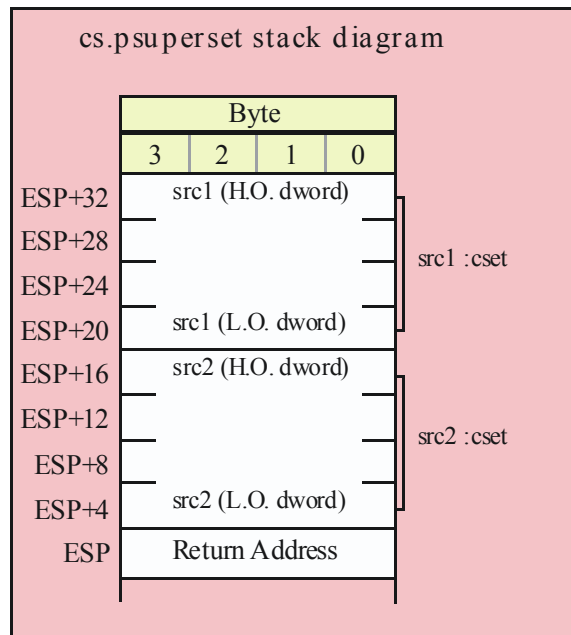 cs.psuperset stack diagram
Byte
3 2 1 0
ESP+32 src1 (H.O. dword)
ESP+28
src1 :cset
ESP+24
ESP+20 src1 (L.O. dword)
ESP+16 src2 (H.O. dword)
ESP+12
src2 :cset
ESP+8
ESP+4 src2 (L.O. dword)
ESP Return Address